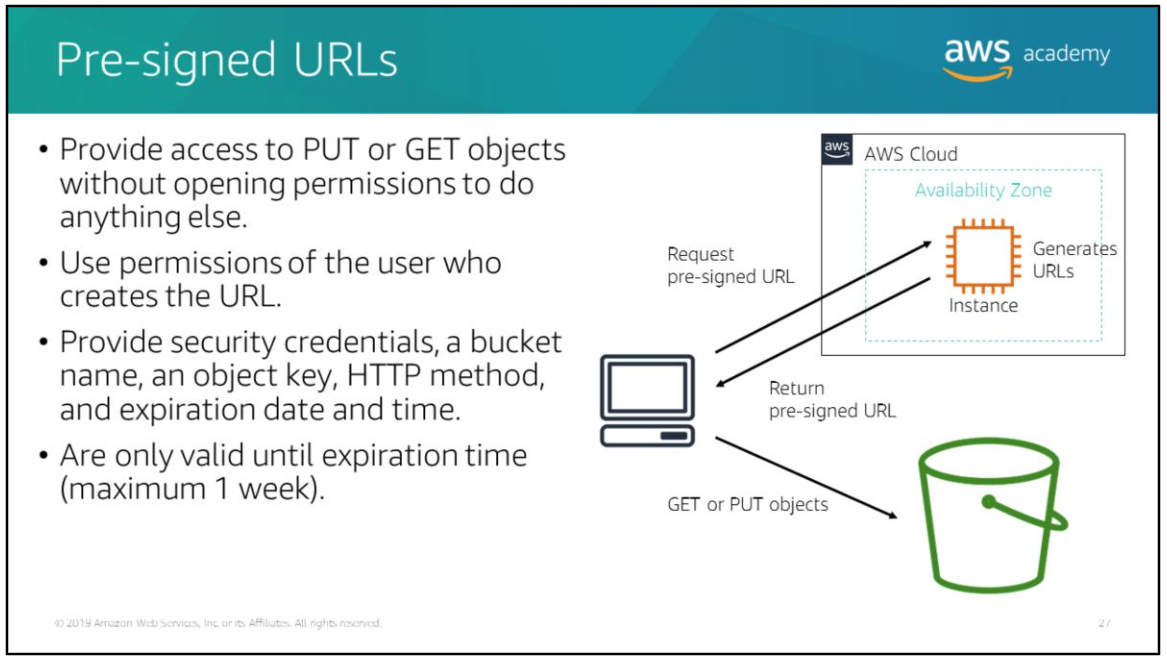 Pre-signed URLs
aws academy
• Provide access to PUT or GET objects
without opening permissions to do
anything else.
• Use permissions of the user who
creates the URL.
• Provide security credentials, a bucket
name, an object key, HTTP method,
and expiration date and time.
• Are only valid until expiration time
(maximum 1 week).
aws
AWS Cloud
Availability Zone
Request
pre-signed URL
Generates
URLs
Instance
Return
pre-signed URL
GET or PUT objects
© 2019 Amazon Web Services, Inc. or its Affiliates. All rights reserved.
27